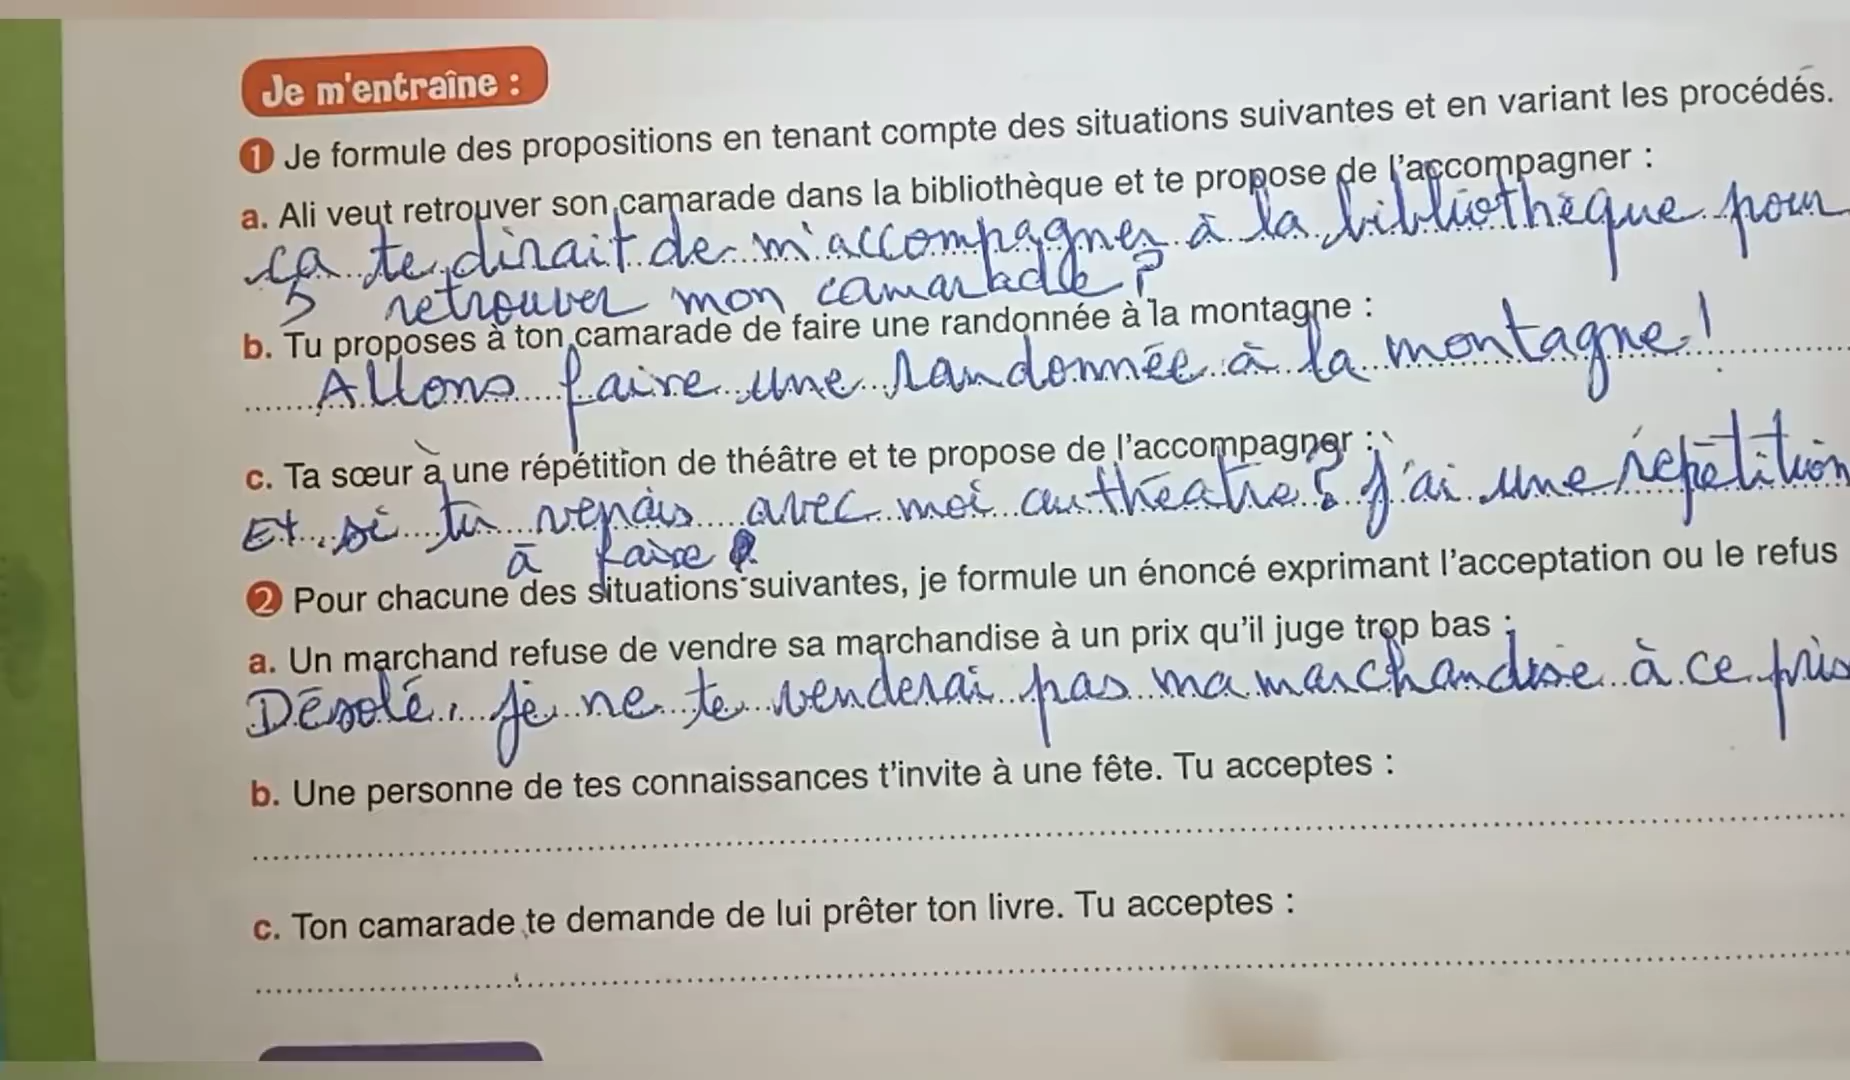 Je m'entraîne :
1 Je formule des propositions en tenant compte des situations suivantes et en variant les procédés.
a. Ali veut retrouver son camarade dans la bibliothèque et te propose de l'accompagner :
ça te dirait de m'accompagner à la bibliothèque pour
retrouver mon camarade ?
b. Tu proposes à ton camarade de faire une randonnée à la montagne :
Allons faire une randonnée à la montagne !
c. Ta sœur a une répétition de théâtre et te propose de l'accompagner :
Et si tu venais avec moi au théatre ? J'ai une répétition
à faire
2 Pour chacune des situations suivantes, je formule un énoncé exprimant l'acceptation ou le refus
a. Un marchand refuse de vendre sa marchandise à un prix qu'il juge trop bas :
Désolé, je ne te venderai pas ma marchandise à ce pris
b. Une personne de tes connaissances t'invite à une fête. Tu acceptes :
c. Ton camarade te demande de lui prêter ton livre. Tu acceptes :